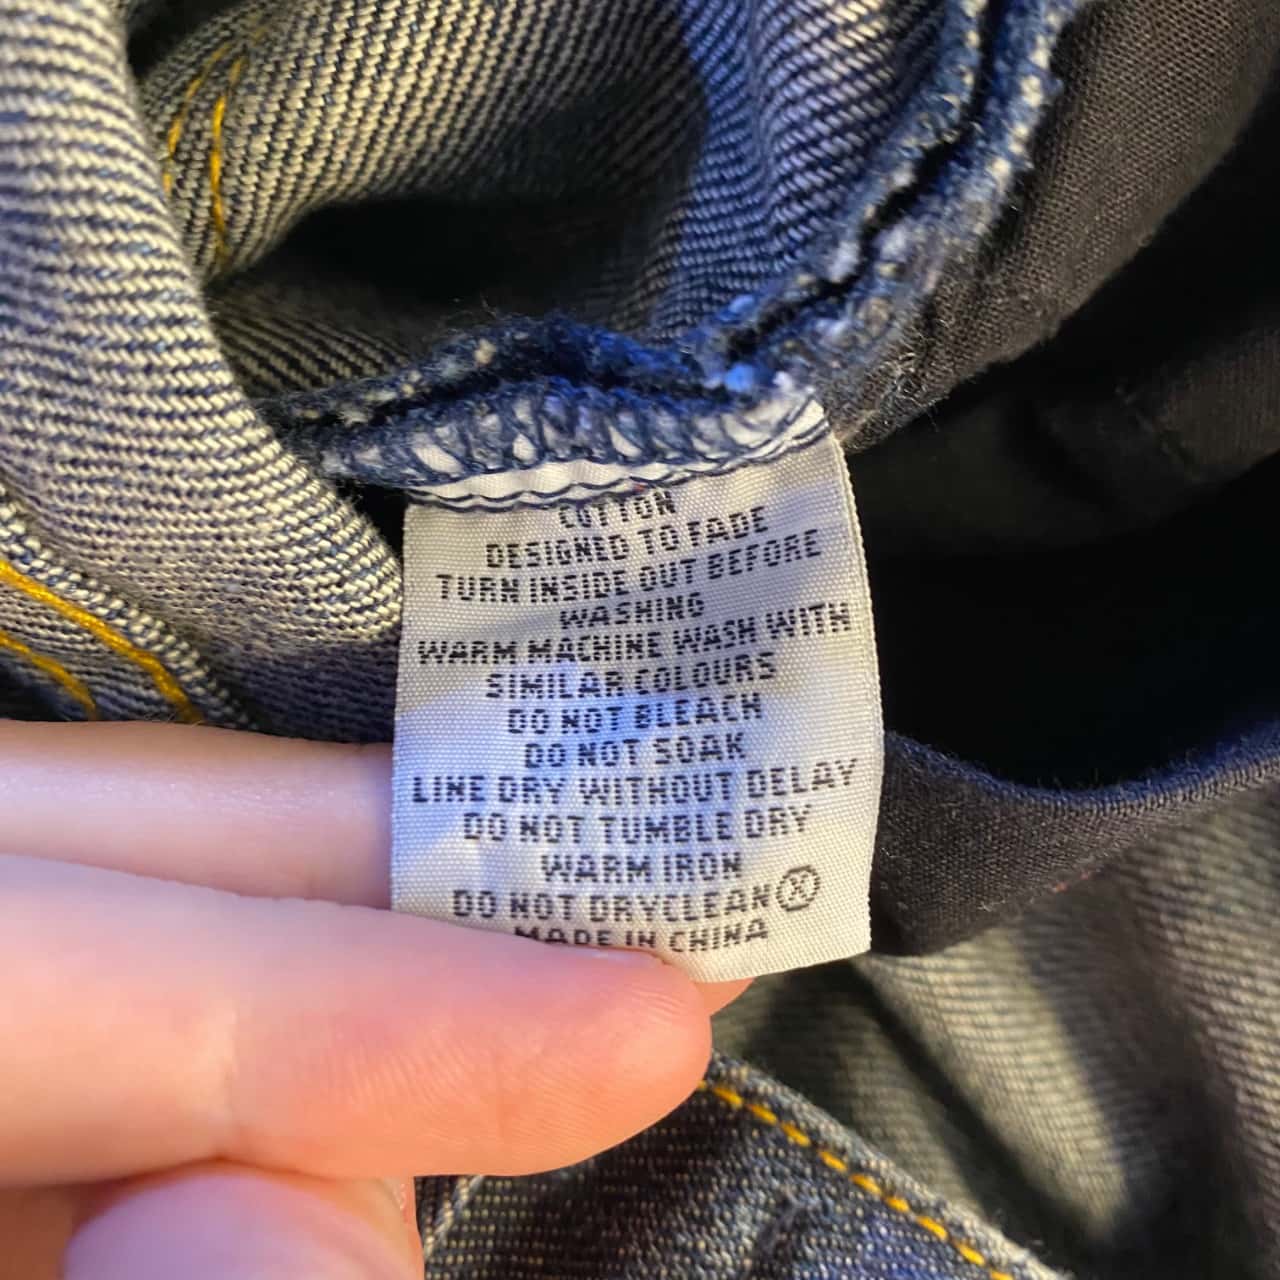 COTTON
DESIGNED TO FADE
TURN INSIDE OUT BEFORE
WASHING
WARM MACHINE WASH WITH
SIMILAR COLOURS
DO NOT BLEACH
DO NOT SOAK
LINE DRY WITHOUT DELAY
DO NOT TUMBLE DRY
WARM IRON
DO NOT DRYCLEAN Ⓧ
MADE IN CHINA